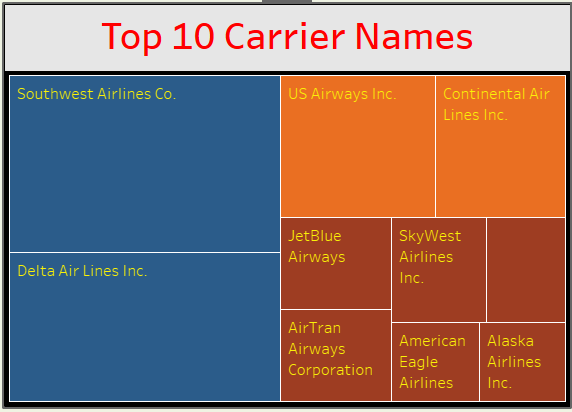 Top 10 Carrier Names
Southwest Airlines Co.
US Airways Inc.
Continental Air
Lines Inc.
Delta Air Lines Inc.
JetBlue
Airways
SkyWest
Airlines
Inc.
AirTran
Airways
Corporation
American
Eagle
Airlines
Alaska
Airlines
Inc.